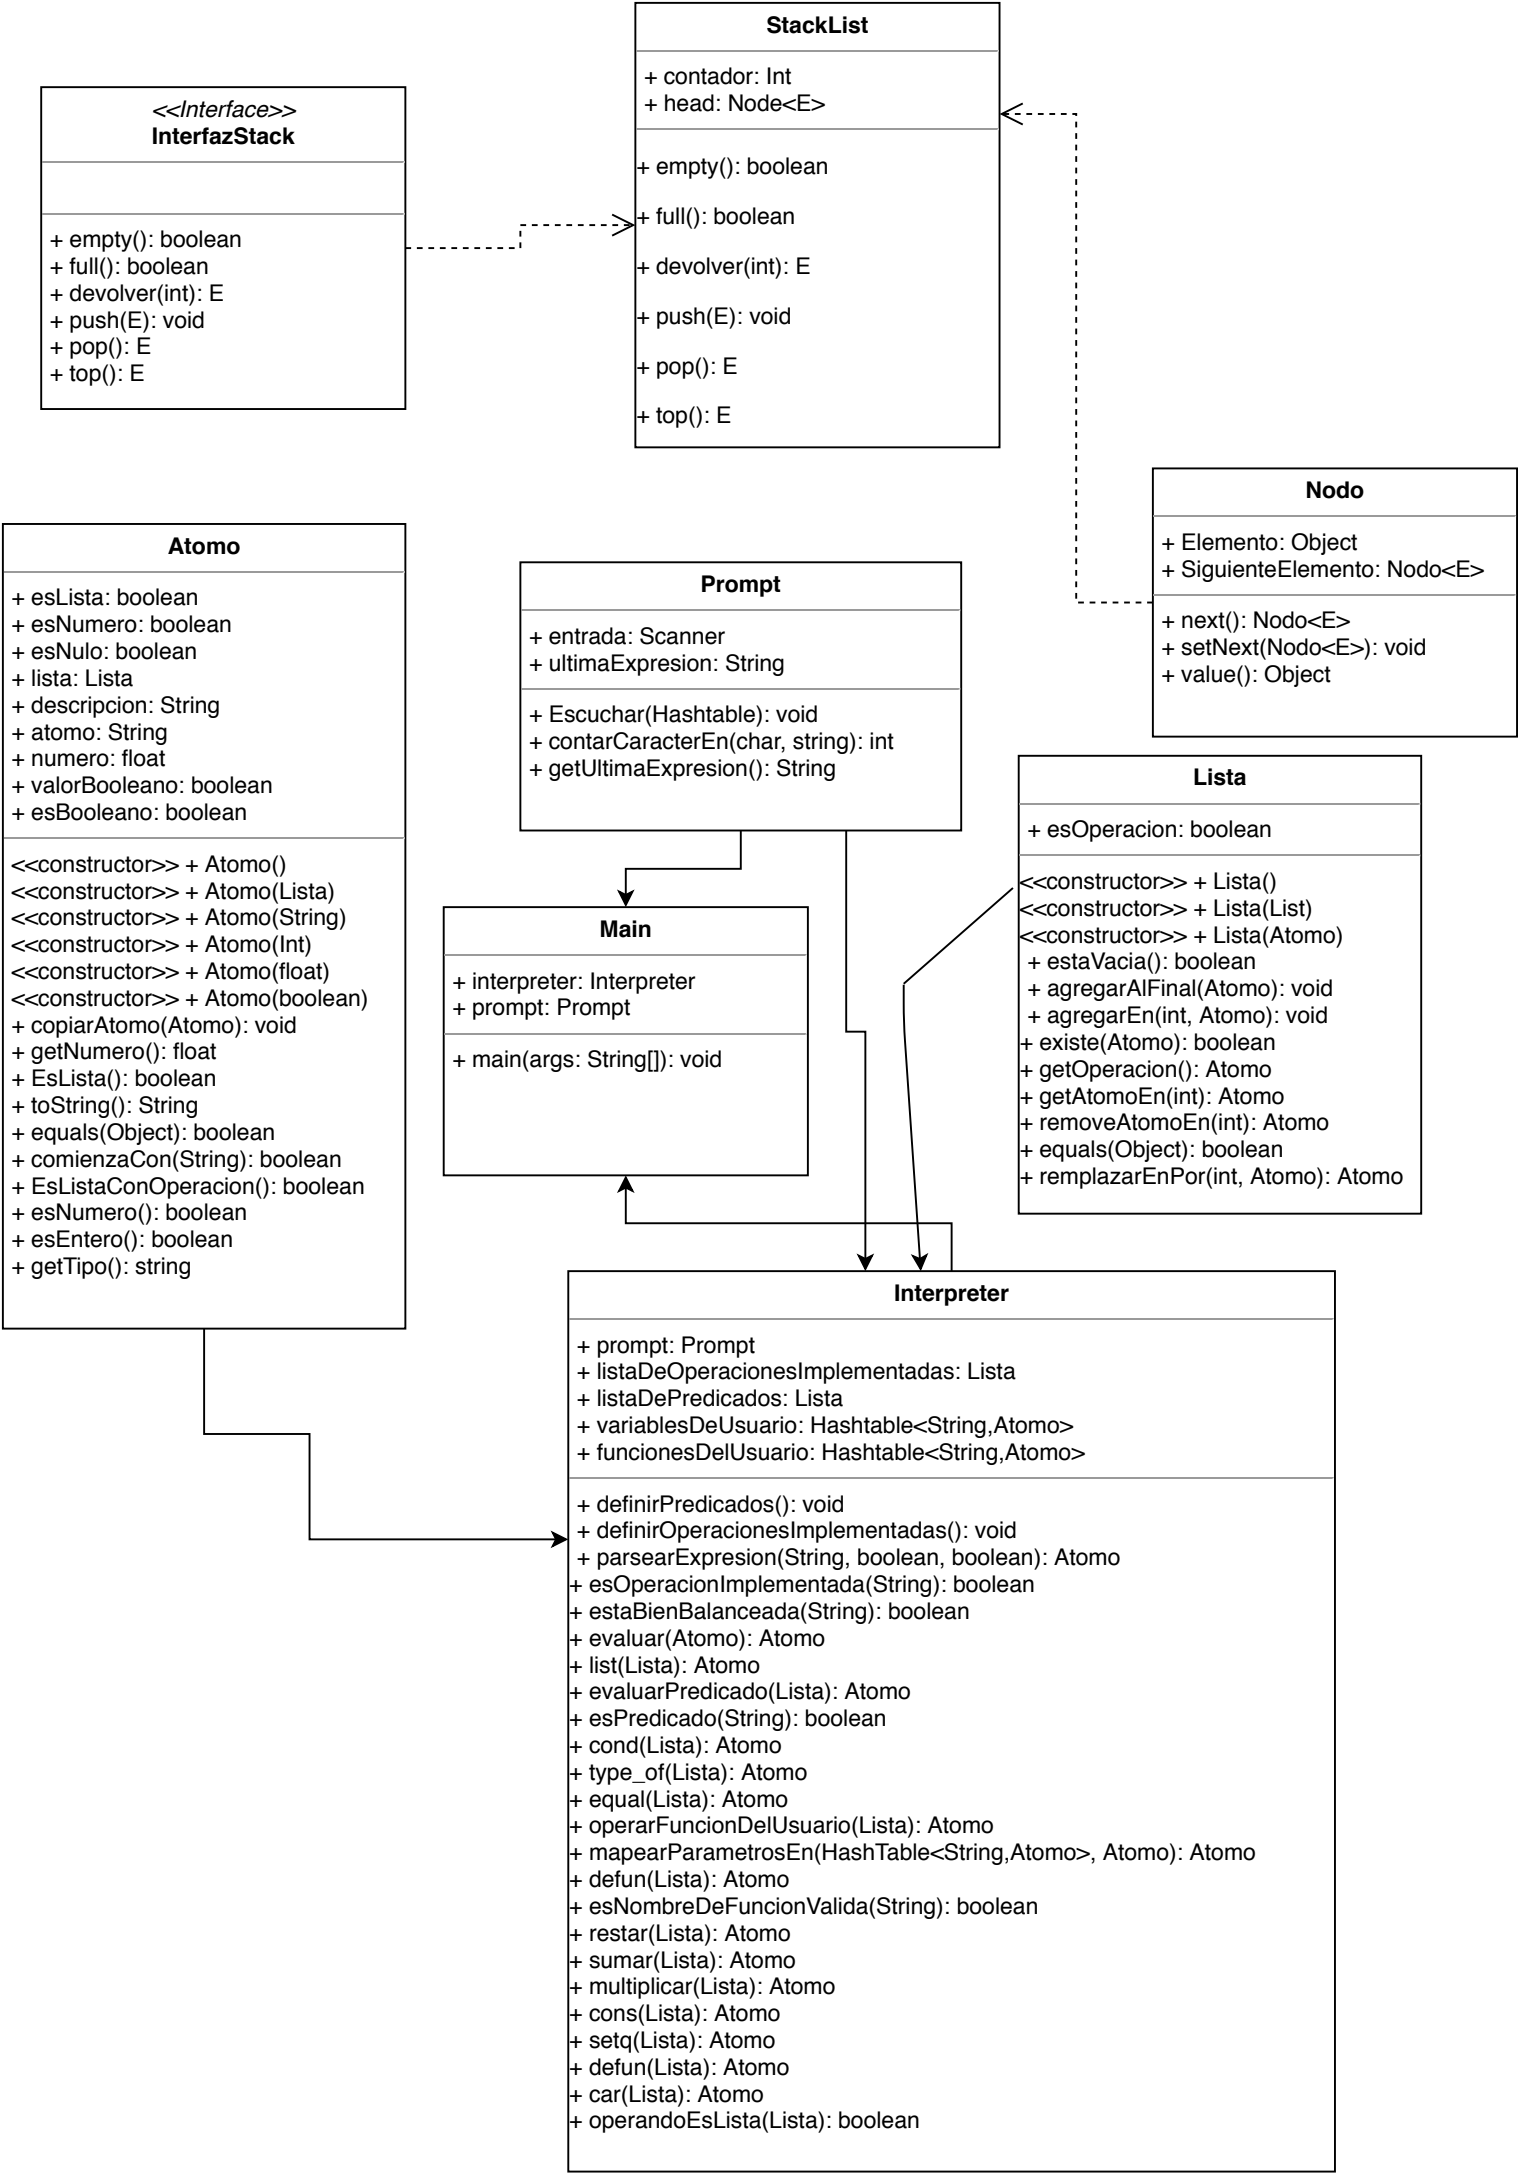 StackList
+ contador: Int
+ head: Node<E>
+ empty(): boolean
+ full(): boolean
+ devolver(int): E
+ push(E): void
+ pop(): E
+ top(): E
<<Interface>>
InterfazStack
+ empty(): boolean
+ full(): boolean
+ devolver(int): E
+ push(E): void
+ pop(): E
+ top(): E
Nodo
+ Elemento: Object
+ SiguienteElemento: Nodo<E>
+ next(): Nodo<E>
+ setNext(Nodo<E>): void
+ value(): Object
Atomo
+ esLista: boolean
+ esNumero: boolean
+ esNulo: boolean
+ lista: Lista
+ descripcion: String
+ atomo: String
+ numero: float
+ valorBooleano: boolean
+ esBooleano: boolean
<<constructor>> + Atomo()
<<constructor>> + Atomo(Lista)
<<constructor>> + Atomo(String)
<<constructor>> + Atomo(Int)
<<constructor>> + Atomo(float)
<<constructor>> + Atomo(boolean)
+ copiarAtomo(Atomo): void
+ getNumero(): float
+ EsLista(): boolean
+ toString(): String
+ equals(Object): boolean
+ comienzaCon(String): boolean
+ EsListaConOperacion(): boolean
+ esNumero(): boolean
+ esEntero(): boolean
+ getTipo(): string
Prompt
+ entrada: Scanner
+ ultimaExpresion: String
+ Escuchar(Hashtable): void
+ contarCaracterEn(char, string): int
+ getUltimaExpresion(): String
Lista
+ esOperacion: boolean
<<constructor>> + Lista()
<<constructor>> + Lista(List)
<<constructor>> + Lista(Atomo)
+ estaVacia(): boolean
+ agregarAlFinal(Atomo): void
+ agregarEn(int, Atomo): void
+ existe(Atomo): boolean
+ getOperacion(): Atomo
+ getAtomoEn(int): Atomo
+ removeAtomoEn(int): Atomo
+ equals(Object): boolean
+ remplazarEnPor(int, Atomo): Atomo
Main
+ interpreter: Interpreter
+ prompt: Prompt
+ main(args: String[]): void
Interpreter
+ prompt: Prompt
+ listaDeOperacionesImplementadas: Lista
+ listaDePredicados: Lista
+ variablesDeUsuario: Hashtable<String,Atomo>
+ funcionesDelUsuario: Hashtable<String,Atomo>
+ definirPredicados(): void
+ definirOperacionesImplementadas(): void
+ parsearExpresion(String, boolean, boolean): Atomo
+ esOperacionImplementada(String): boolean
+ estaBienBalanceada(String): boolean
+ evaluar(Atomo): Atomo
+ list(Lista): Atomo
+ evaluarPredicado(Lista): Atomo
+ esPredicado(String): boolean
+ cond(Lista): Atomo
+ type_of(Lista): Atomo
+ equal(Lista): Atomo
+ operarFuncionDelUsuario(Lista): Atomo
+ mapearParametrosEn(HashTable<String,Atomo>, Atomo): Atomo
+ defun(Lista): Atomo
+ esNombreDeFuncionValida(String): boolean
+ restar(Lista): Atomo
+ sumar(Lista): Atomo
+ multiplicar(Lista): Atomo
+ cons(Lista): Atomo
+ setq(Lista): Atomo
+ defun(Lista): Atomo
+ car(Lista): Atomo
+ operandoEsLista(Lista): boolean